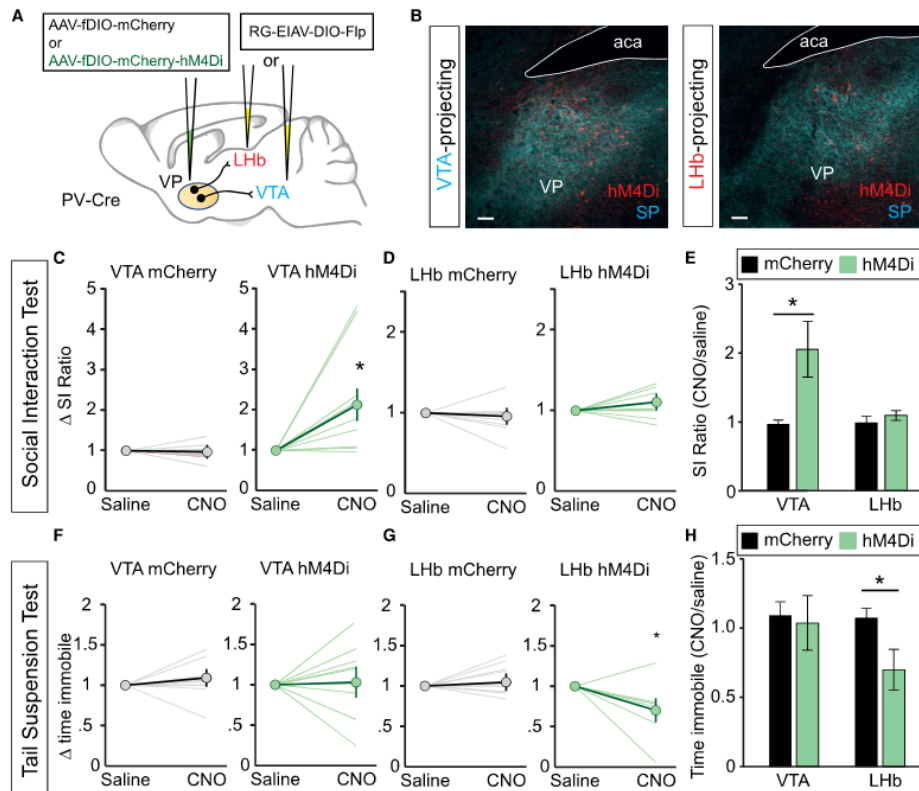 A
AAV-fDIO-mCherry
or
AAV-fDIO-mCherry-hM4Di
RG-EIAV-DIO-Flp
or
LHb
VP
VTA
PV-Cre
B
VTA-projecting
aca
VP
hM4Di
SP
LHb-projecting
aca
VP
hM4Di
SP
Social Interaction Test
C
VTA mCherry
VTA hM4Di
Δ SI Ratio
5
4
3
2
1
0
Saline
CNO
5
4
3
2
1
0
*
Saline
CNO
D
LHb mCherry
LHb hM4Di
2
1
0
Saline
CNO
2
1
0
Saline
CNO
E
mCherry
hM4Di
SI Ratio (CNO/saline)
3
2
1
0
*
VTA
LHb
Tail Suspension Test
F
VTA mCherry
VTA hM4Di
Δ time immobile
2
1.5
1
.5
0
Saline
CNO
2
1.5
1
.5
0
Saline
CNO
G
LHb mCherry
LHb hM4Di
2
1.5
1
.5
0
Saline
CNO
2
1.5
1
.5
0
*
Saline
CNO
H
mCherry
hM4Di
Time immobile (CNO/saline)
1.5
1.0
.5
0
*
VTA
LHb